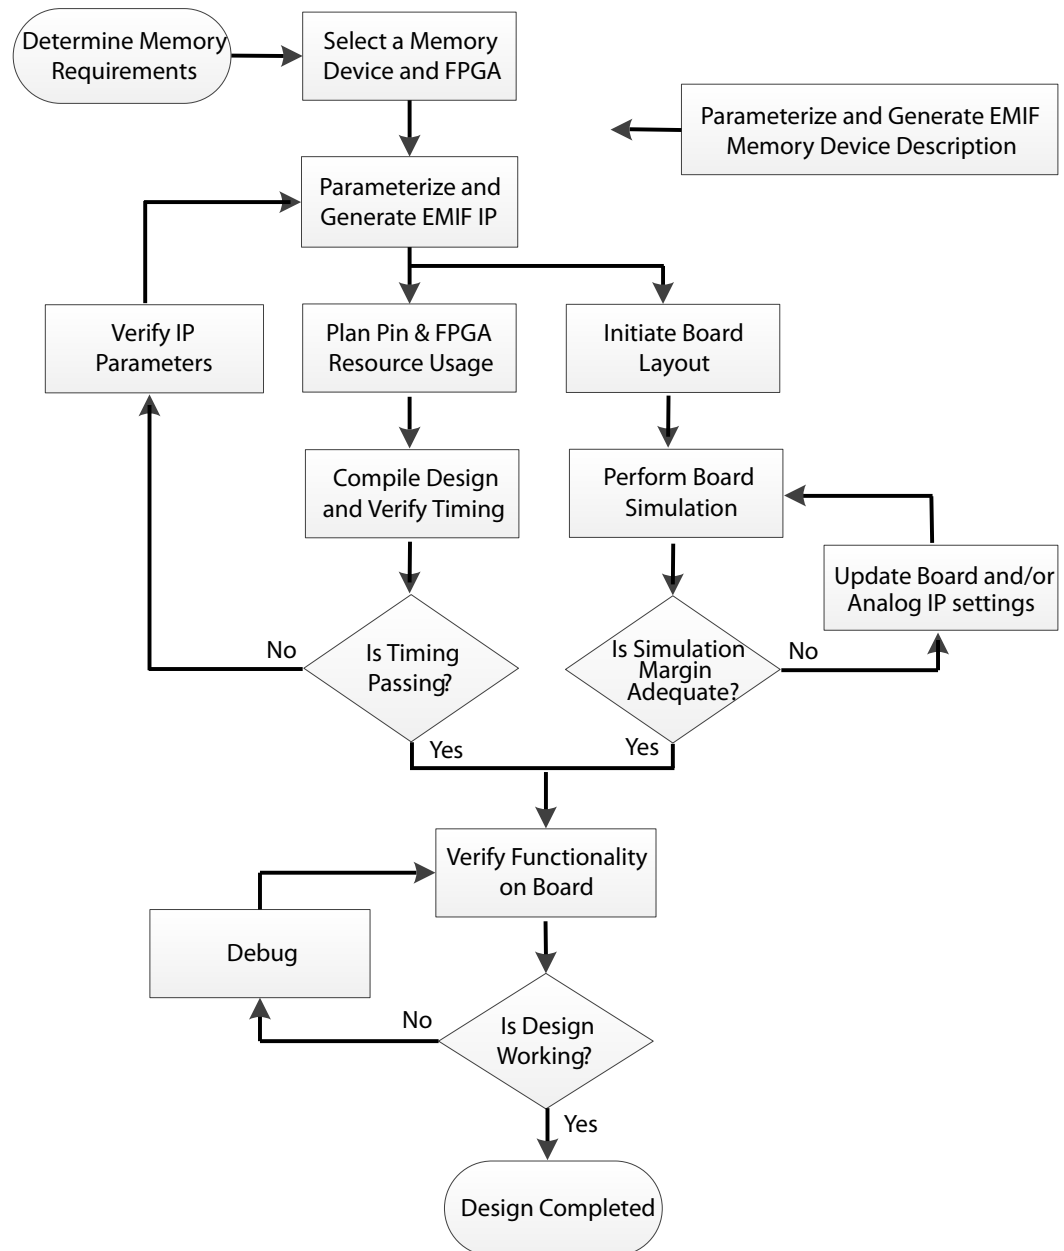 Determine Memory
Requirements
Select a Memory
Device and FPGA
Parameterize and Generate EMIF
Memory Device Description
Parameterize and
Generate EMIF IP
Verify IP
Parameters
Plan Pin & FPGA
Resource Usage
Initiate Board
Layout
Compile Design
and Verify Timing
Perform Board
Simulation
Update Board and/or
Analog IP settings
No
Is Timing
Passing?
Is Simulation
Margin
Adequate?
No
Yes
Yes
Verify Functionality
on Board
Debug
No
Is Design
Working?
Yes
Design Completed